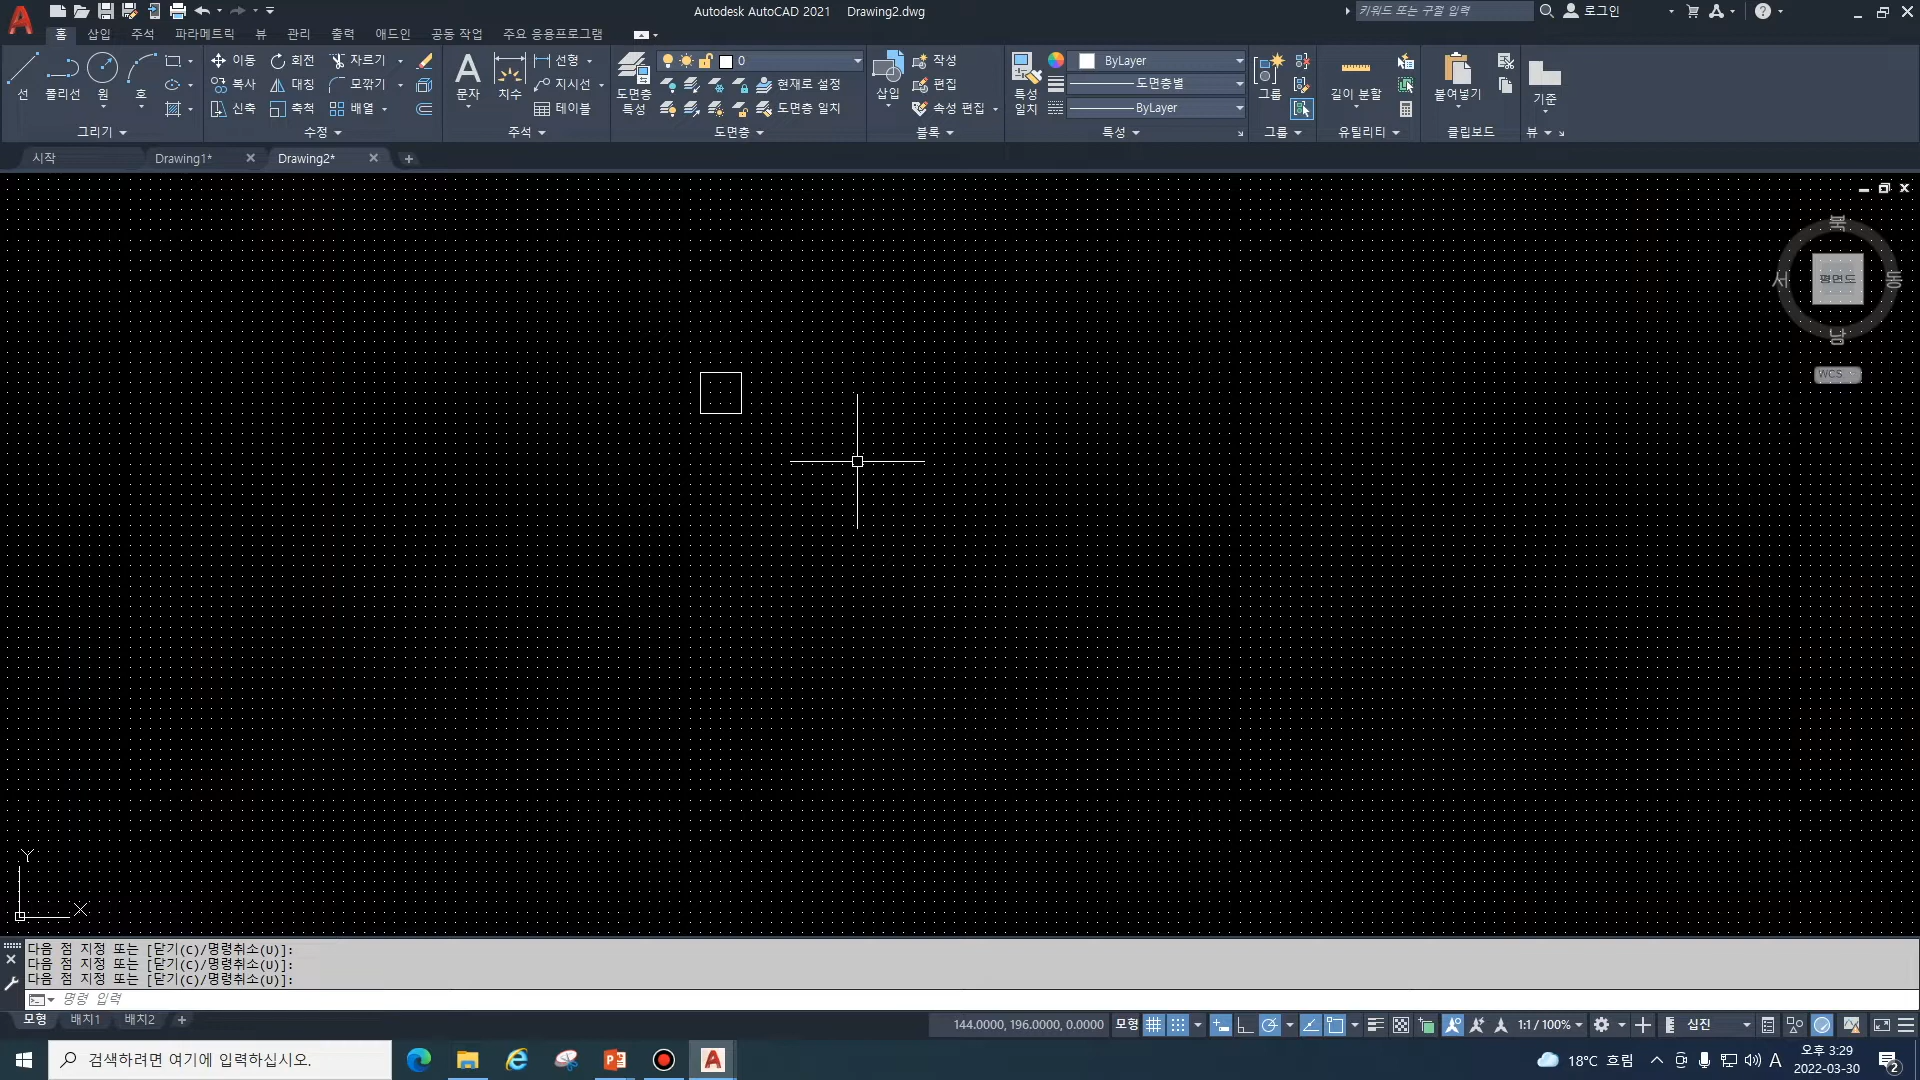 Autodesk AutoCAD 2021 Drawing2.dwg
키워드 또는 구절 입력
로그인
홈 삽입 주석 파라메트릭 뷰 관리 출력 애드인 공동 작업 주요 응용프로그램
이동 회전 자르기 선형 0 작성 ByLayer
선 폴리선 원 호 복사 대칭 모깎기 문자 치수 지시선 도면층 특성 현재로 설정 삽입 편집 특성 일치 도면층별 그룹 길이 분할 붙여넣기 기준
신축 축척 배열 테이블 도면층 일치 속성 편집 ByLayer
그리기 수정 주석 도면층 블록 특성 그룹 유틸리티 클립보드 뷰
시작 Drawing1* Drawing2*
북
서 평면도 동
남
WCS
Y
X
다음 점 지정 또는 [닫기(C)/명령취소(U)]:
다음 점 지정 또는 [닫기(C)/명령취소(U)]:
다음 점 지정 또는 [닫기(C)/명령취소(U)]:
명령 입력
모형 배치1 배치2 +
144.0000, 196.0000, 0.0000 모형 1:1 / 100% 십진
검색하려면 여기에 입력하십시오.
18°C 흐림 A 오후 3:29
2022-03-30
2